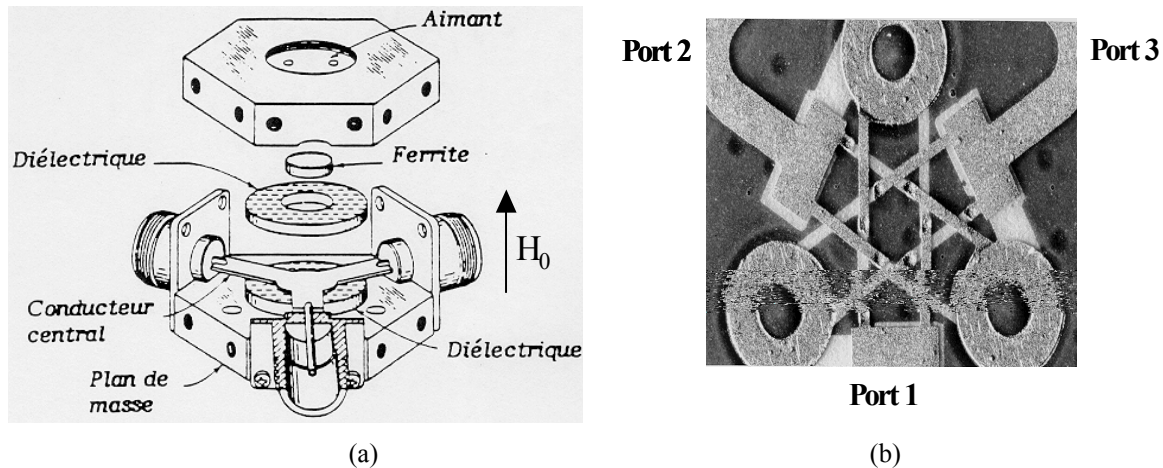 Aimant
Diélectrique
Ferrite
H₀
Conducteur
central
Diélectrique
Plan de
masse
(a)
Port 2
Port 3
Port 1
(b)